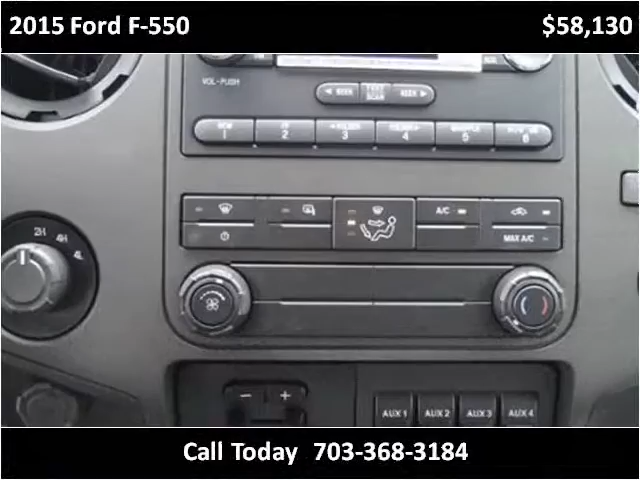 2015 Ford F-550 $58,130
VOL-PUSH
◄ SEEK SCAN SEEK ►
1 2 3 4 5 6
A/C
MAX A/C
2H 4H 4L
− +
AUX 1 AUX 2 AUX 3 AUX 4
Call Today 703-368-3184